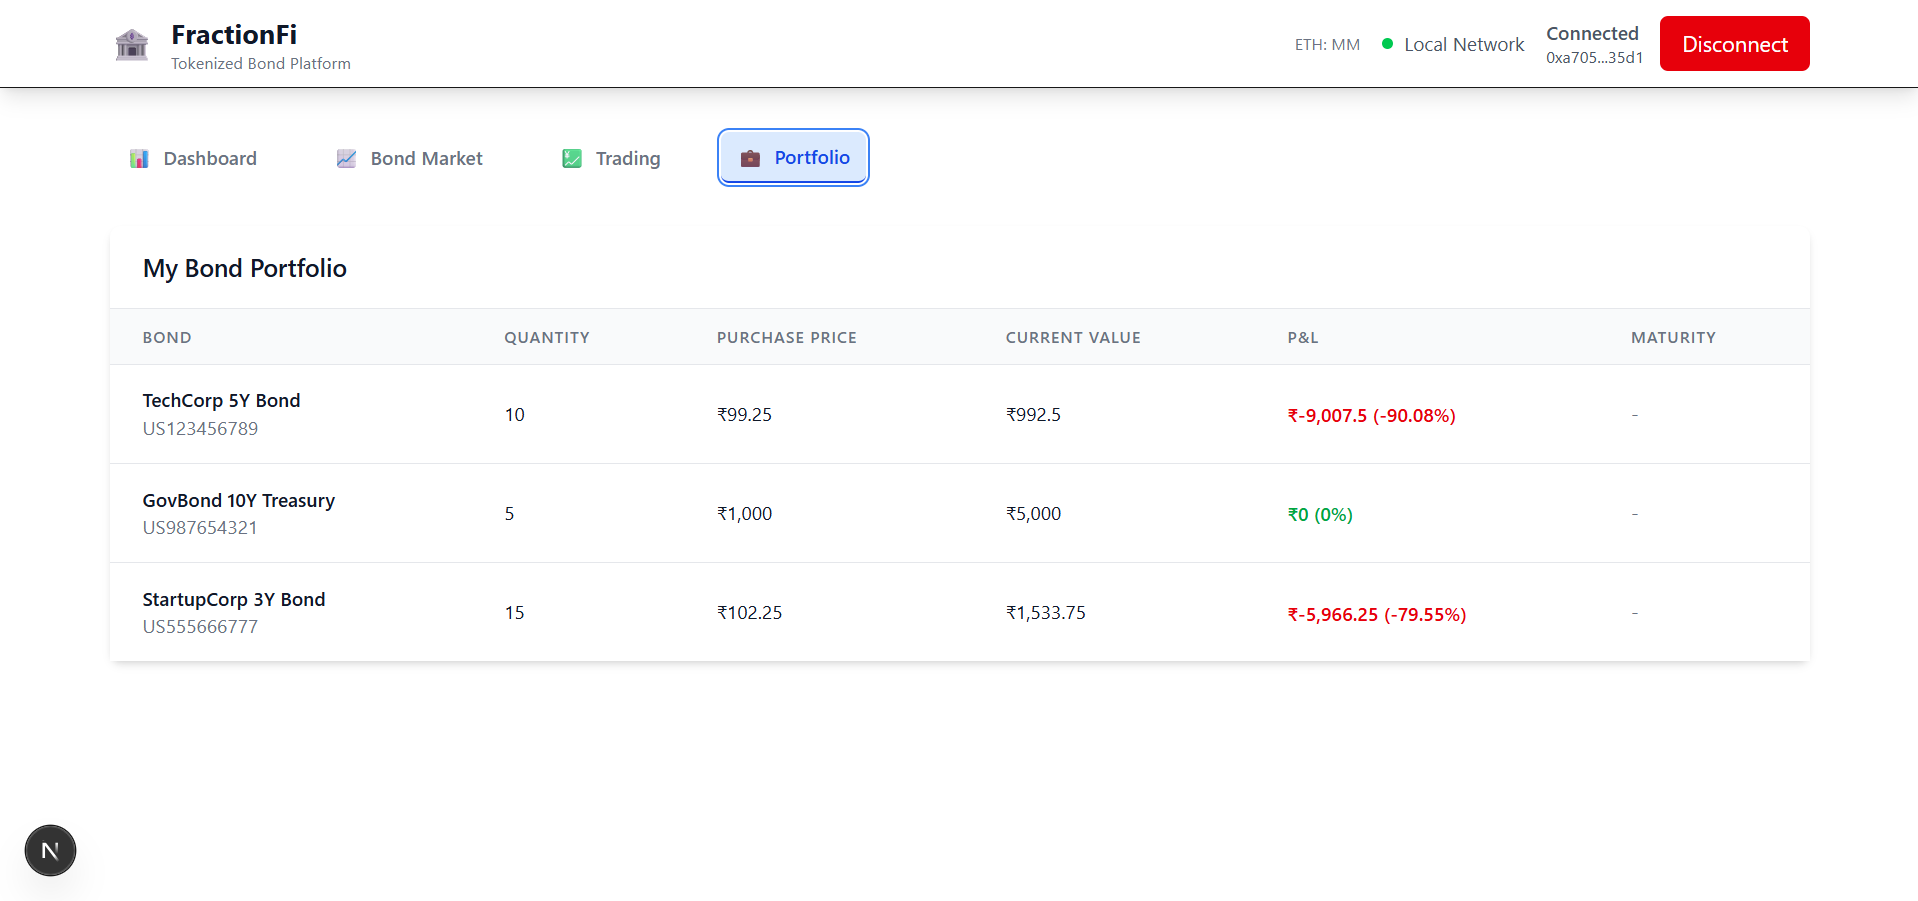 FractionFi
Tokenized Bond Platform
ETH: MM
Local Network
Connected
0xa705...35d1
Disconnect
Dashboard
Bond Market
Trading
Portfolio
My Bond Portfolio
BOND QUANTITY PURCHASE PRICE CURRENT VALUE P&L MATURITY
TechCorp 5Y Bond
US123456789
10 ₹99.25 ₹992.5 ₹-9,007.5 (-90.08%) -
GovBond 10Y Treasury
US987654321
5 ₹1,000 ₹5,000 ₹0 (0%) -
StartupCorp 3Y Bond
US555666777
15 ₹102.25 ₹1,533.75 ₹-5,966.25 (-79.55%) -
N